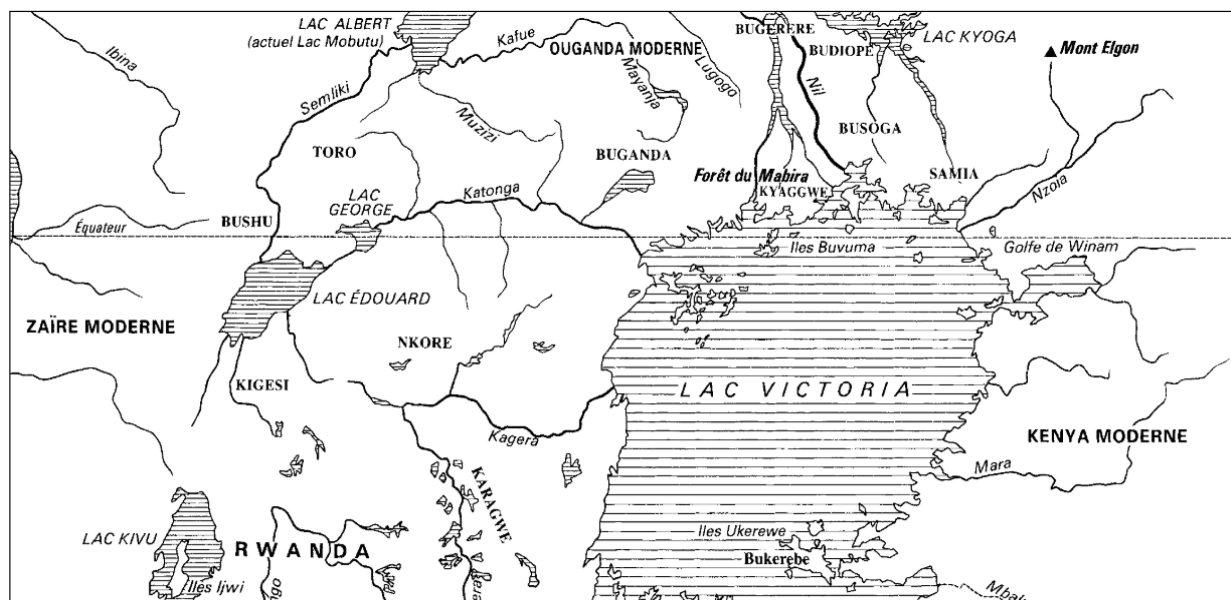 LAC ALBERT
(actuel Lac Mobutu)
Kafue
OUGANDA MODERNE
BUGERERE
BUDIOPE
LAC KYOGA
Mont Elgon
Ibina
Semliki
Mayanja
Lugogo
Nil
Muzizi
TORO
BUGANDA
BUSOGA
Forêt du Mabira
KYAGGWE
SAMIA
Nzoia
LAC
GEORGE
Katonga
BUSHU
Équateur
Iles Buvuma
Golfe de Winam
LAC ÉDOUARD
ZAÏRE MODERNE
NKORE
KIGESI
LAC VICTORIA
Kagera
KENYA MODERNE
KARAGWE
Mara
LAC KIVU
RWANDA
Iles Ukerewe
Bukerebe
Iles Ijwi